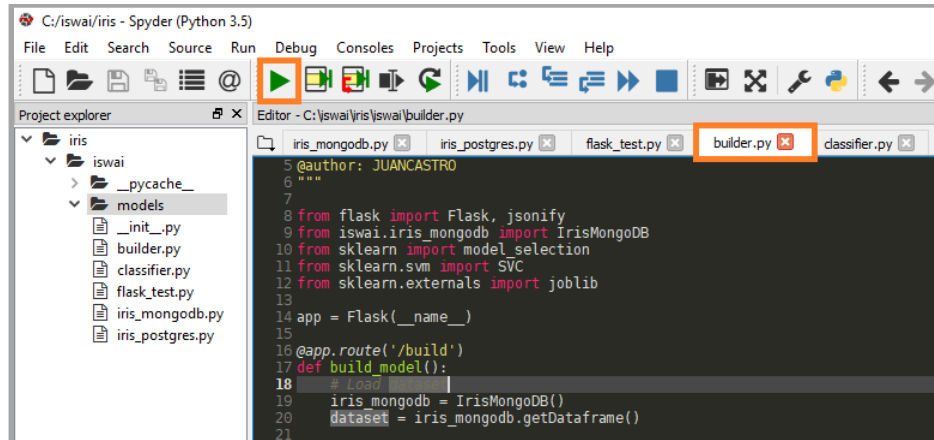 C:/iswai/iris - Spyder (Python 3.5)
File Edit Search Source Run Debug Consoles Projects Tools View Help
Project explorer
iris
iswai
__pycache__
models
__init__.py
builder.py
classifier.py
flask_test.py
iris_mongodb.py
iris_postgres.py
Editor - C:\iswai\iris\iswai\builder.py
iris_mongodb.py iris_postgres.py flask_test.py builder.py classifier.py
5 @author: JUANCASTRO
6 """
7
8 from flask import Flask, jsonify
9 from iswai.iris_mongodb import IrisMongoDB
10 from sklearn import model_selection
11 from sklearn.svm import SVC
12 from sklearn.externals import joblib
13
14 app = Flask(__name__)
15
16 @app.route('/build')
17 def build_model():
18     # Load dataset
19     iris_mongodb = IrisMongoDB()
20     dataset = iris_mongodb.getDataframe()
21